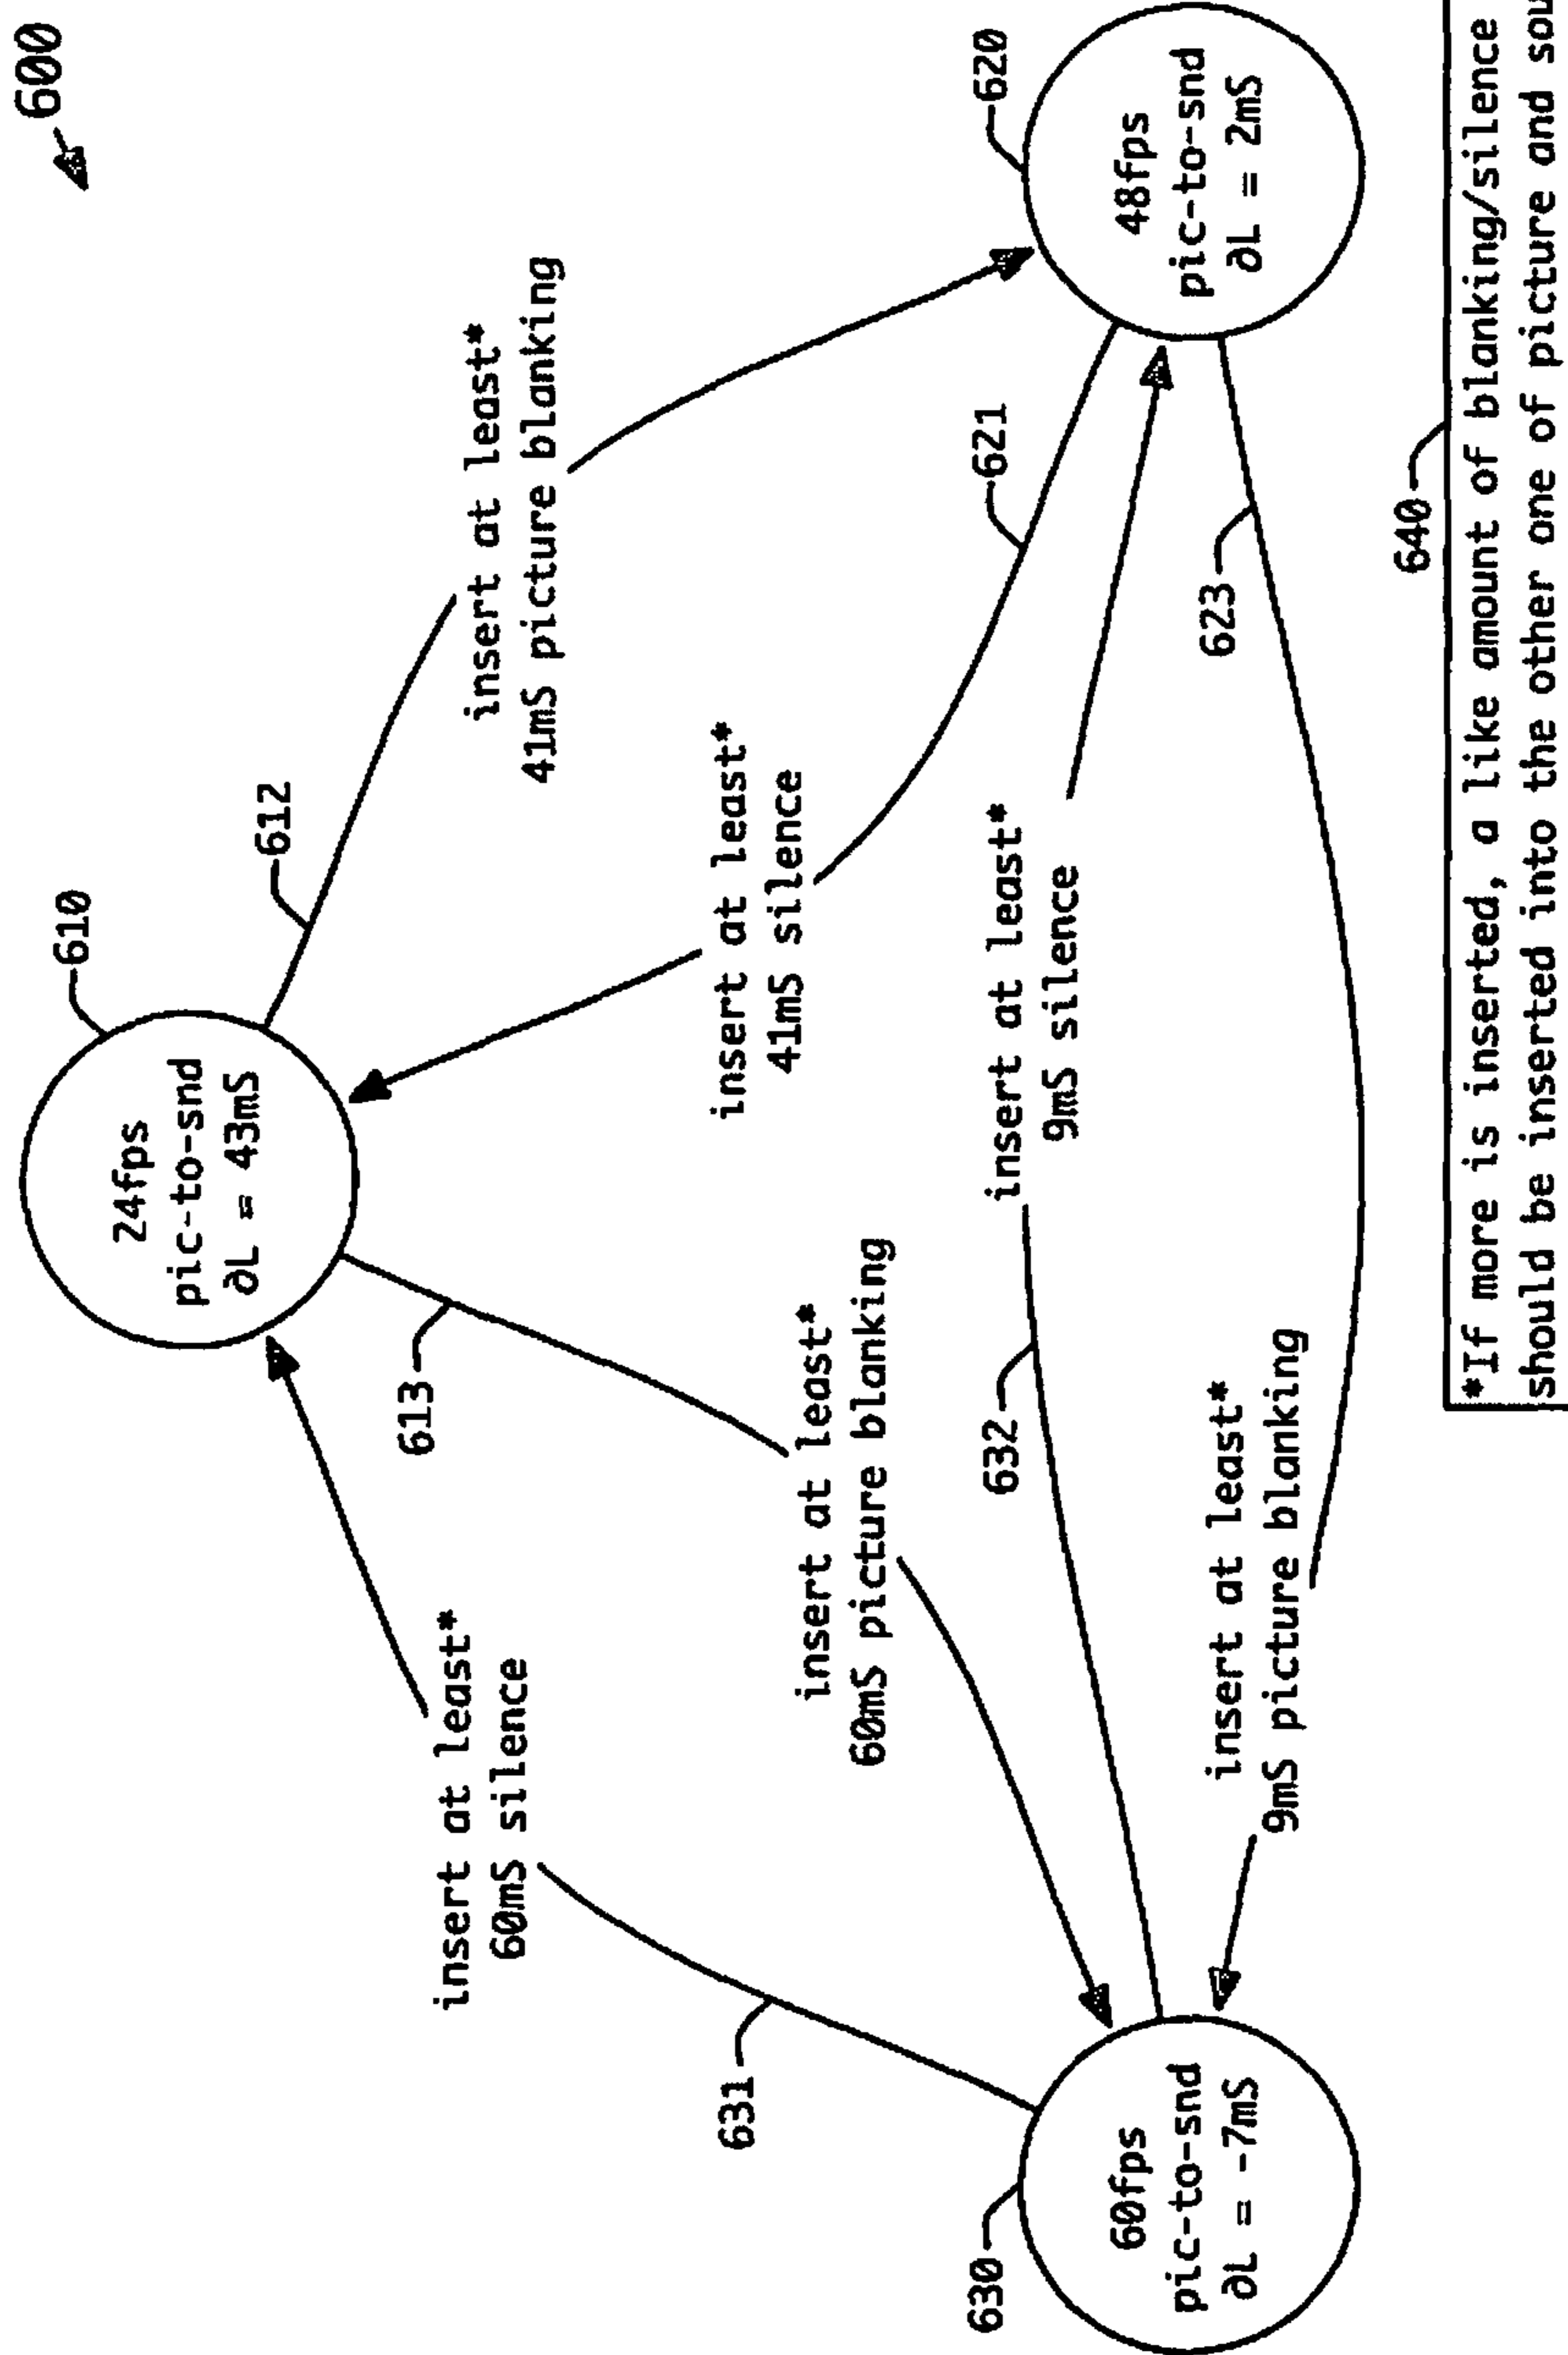 600
610
24fps
pic-to-snd
∂L = 43mS
612
insert at least*
41mS picture blanking
613
insert at least*
60mS silence
631
insert at least*
41mS silence
621
insert at least*
60mS picture blanking
insert at least*
9mS silence
632
620
48fps
pic-to-snd
∂L = 2mS
623
630
60fps
pic-to-snd
∂L = -7mS
insert at least*
9mS picture blanking
640
*If more is inserted, a like amount of blanking/silence
should be inserted into the other one of picture and